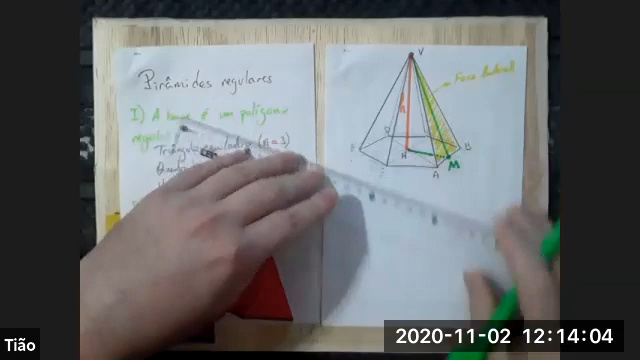 Pirâmides regulares
I) A base é um polígono
regular
Triângulo equilátero (n=3)
V
Face lateral
h
D
E
H
B
F
A
M
Tião
2020-11-02 12:14:04